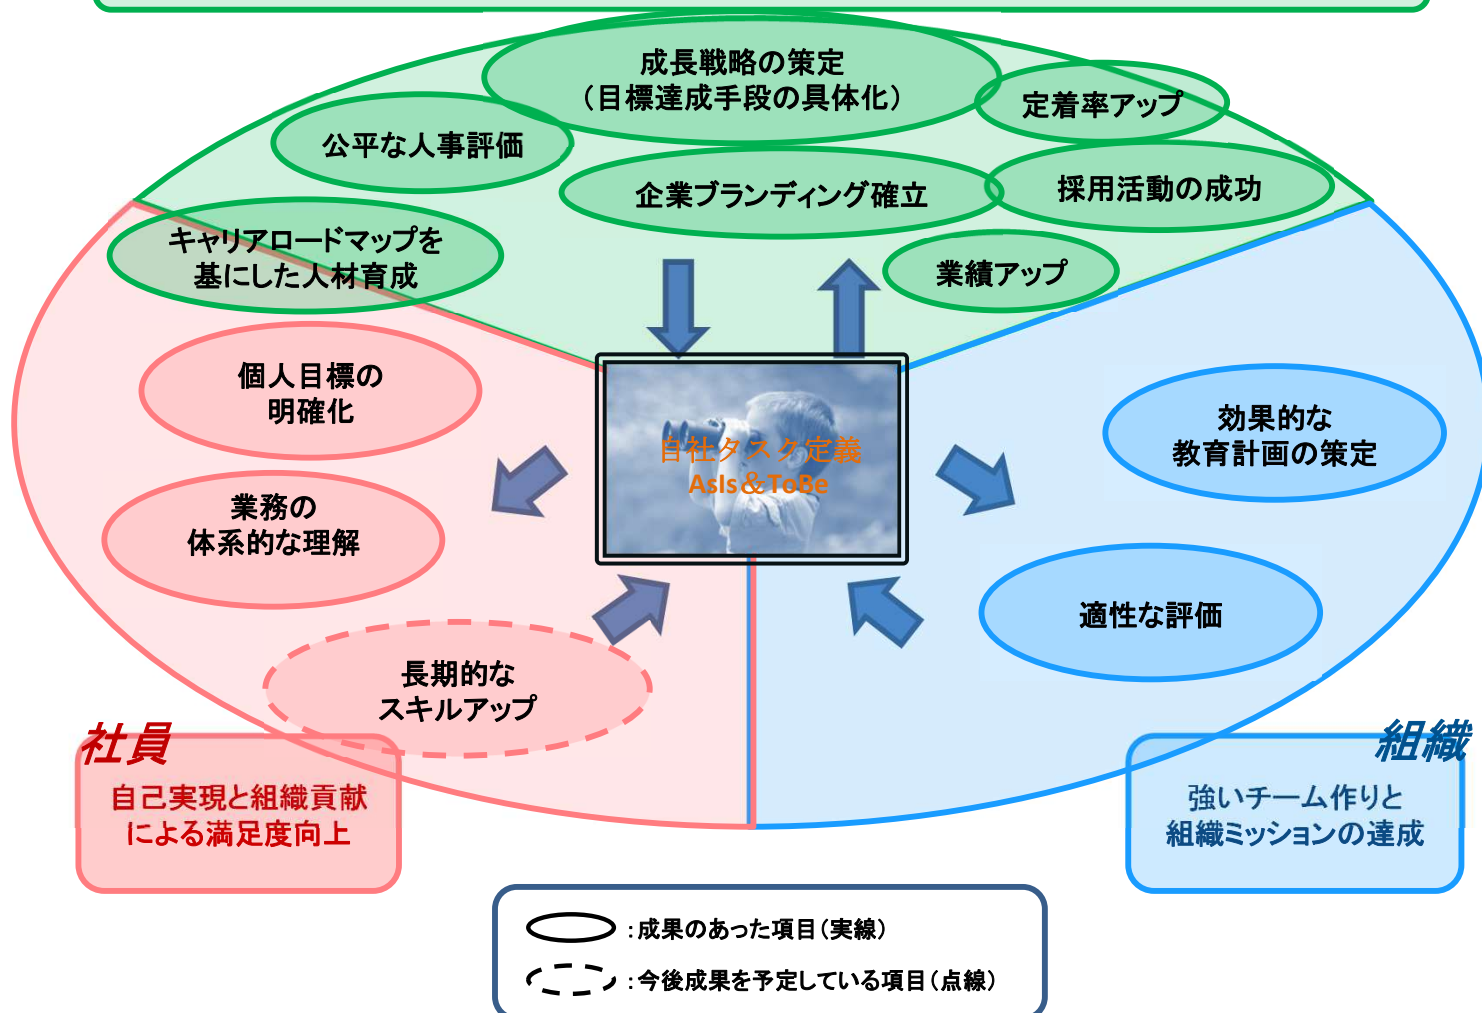 成長戦略の策定
（目標達成手段の具体化）
定着率アップ
公平な人事評価
企業ブランディング確立
採用活動の成功
キャリアロードマップを
基にした人材育成
業績アップ
個人目標の
明確化
自社タスク定義
AsIs＆ToBe
効果的な
教育計画の策定
業務の
体系的な理解
適性な評価
長期的な
スキルアップ
社員
自己実現と組織貢献
による満足度向上
組織
強いチーム作りと
組織ミッションの達成
：成果のあった項目（実線）
：今後成果を予定している項目（点線）